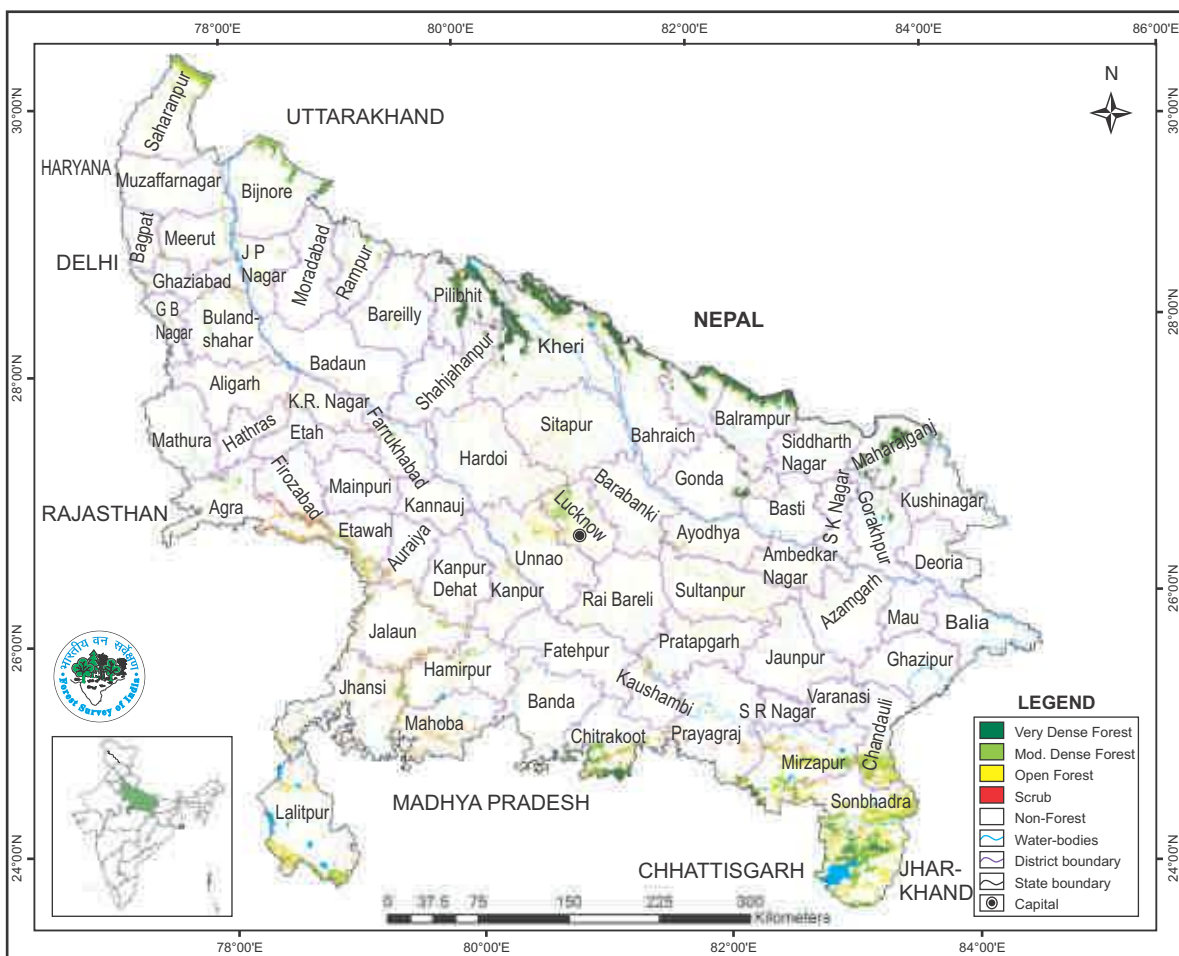 78°00'E
80°00'E
82°00'E
84°00'E
86°00'E
30°00'N
28°00'N
26°00'N
24°00'N
30°00'N
28°00'N
26°00'N
24°00'N
N
UTTARAKHAND
HARYANA
DELHI
RAJASTHAN
NEPAL
MADHYA PRADESH
CHHATTISGARH
JHAR-
KHAND
Saharanpur
Muzaffarnagar
Bijnore
Bagpat
Meerut
J P
Nagar
Moradabad
Rampur
Ghaziabad
G B
Nagar
Buland-
shahar
Bareilly
Pilibhit
Kheri
Badaun
Shahjahanpur
Aligarh
K.R. Nagar
Mathura
Hathras
Etah
Farrukhabad
Sitapur
Bahraich
Balrampur
Siddharth
Nagar
Maharajganj
Hardoi
Gonda
Firozabad
Mainpuri
Kannauj
Lucknow
Barabanki
Basti
S K Nagar
Gorakhpur
Kushinagar
Agra
Etawah
Auraiya
Unnao
Ayodhya
Ambedkar
Nagar
Deoria
Kanpur
Dehat
Kanpur
Rai Bareli
Sultanpur
Azamgarh
Mau
Balia
Jalaun
Fatehpur
Pratapgarh
Jaunpur
Ghazipur
Hamirpur
Jhansi
Banda
Kaushambi
Varanasi
S R Nagar
Mahoba
Chitrakoot
Prayagraj
Chandauli
Mirzapur
Lalitpur
Sonbhadra
भारतीय वन सर्वेक्षण
Forest Survey of India
LEGEND
Very Dense Forest
Mod. Dense Forest
Open Forest
Scrub
Non-Forest
Water-bodies
District boundary
State boundary
Capital
0 37.5 75 150 225 300
Kilometers
78°00'E
80°00'E
82°00'E
84°00'E